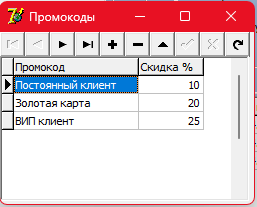 Промокоды
Промокод Скидка %
Постоянный клиент 10
Золотая карта 20
ВИП клиент 25